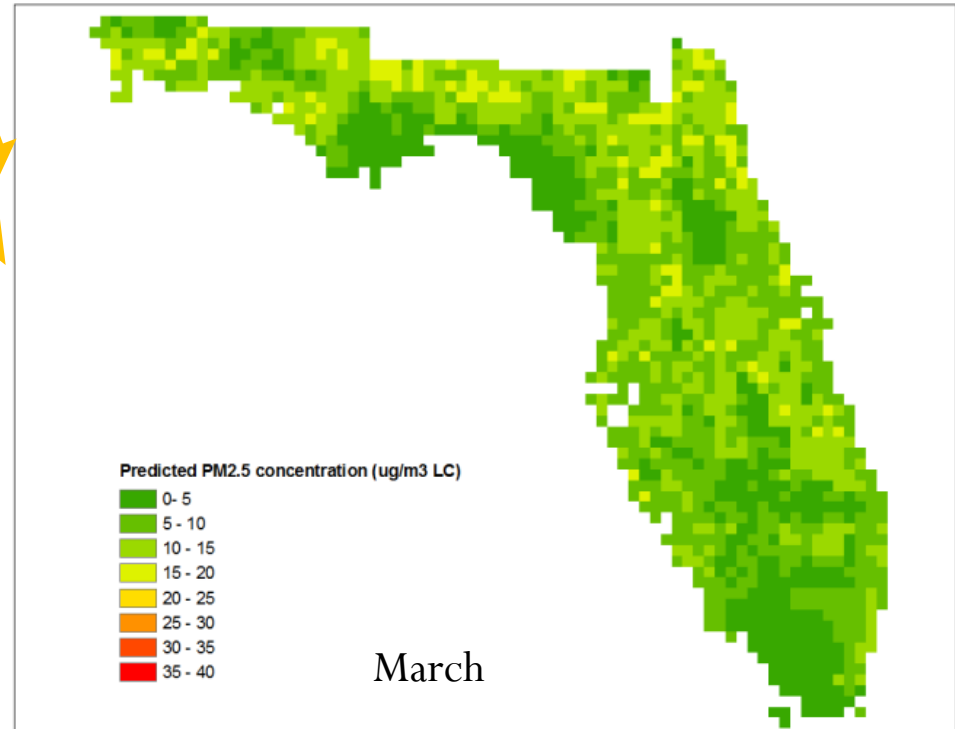 Predicted PM2.5 concentration (ug/m3 LC)
0- 5
5 - 10
10 - 15
15 - 20
20 - 25
25 - 30
30 - 35
35 - 40
March